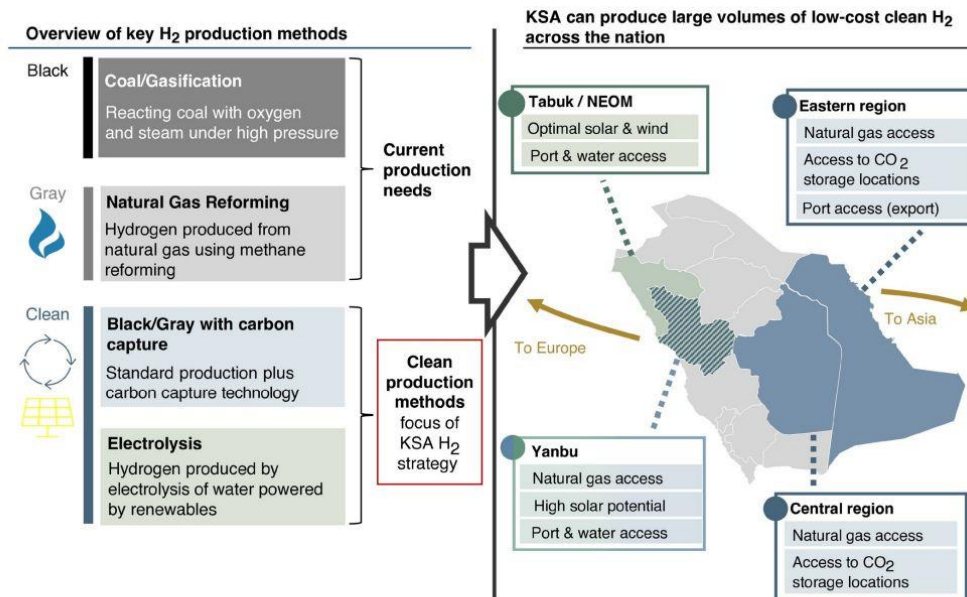 Overview of key H₂ production methods
Black
Coal/Gasification
Reacting coal with oxygen
and steam under high pressure
Gray
Natural Gas Reforming
Hydrogen produced from
natural gas using methane
reforming
Current
production
needs
Clean
Black/Gray with carbon
capture
Standard production plus
carbon capture technology
Electrolysis
Hydrogen produced by
electrolysis of water powered
by renewables
Clean
production
methods
focus of
KSA H₂
strategy
KSA can produce large volumes of low-cost clean H₂
across the nation
Tabuk / NEOM
Optimal solar & wind
Port & water access
Eastern region
Natural gas access
Access to CO₂
storage locations
Port access (export)
To Europe
To Asia
Yanbu
Natural gas access
High solar potential
Port & water access
Central region
Natural gas access
Access to CO₂
storage locations